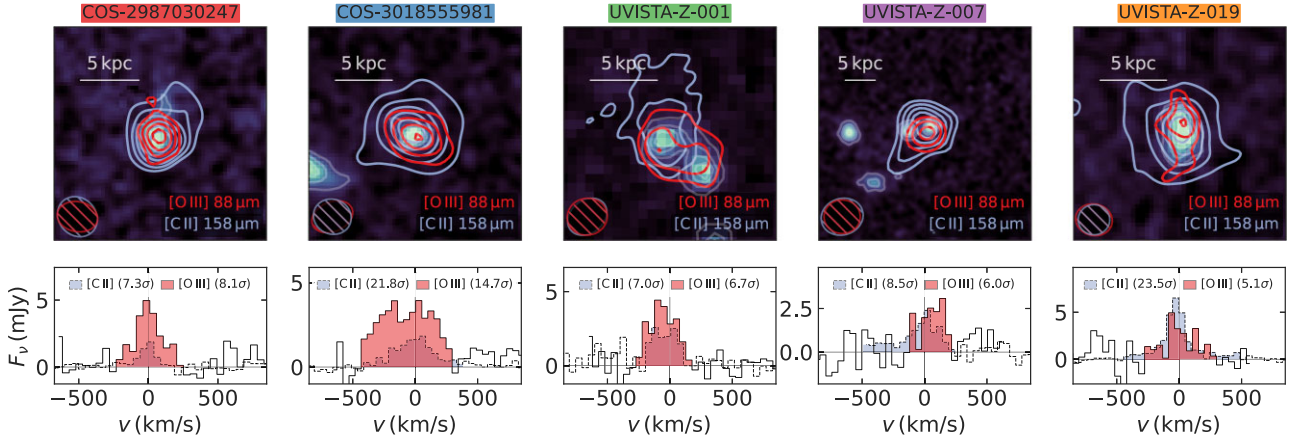 COS-2987030247 COS-3018555981 UVISTA-Z-001 UVISTA-Z-007 UVISTA-Z-019
5 kpc 5 kpc 5 kpc 5 kpc 5 kpc
[O III] 88 μm [O III] 88 μm [O III] 88 μm [O III] 88 μm [O III] 88 μm
[C II] 158 μm [C II] 158 μm [C II] 158 μm [C II] 158 μm [C II] 158 μm
[C II] (7.3σ) [O III] (8.1σ) [C II] (21.8σ) [O III] (14.7σ) [C II] (7.0σ) [O III] (6.7σ) [C II] (8.5σ) [O III] (6.0σ) [C II] (23.5σ) [O III] (5.1σ)
5 5 5 2.5 5
0 0 0 0.0 0
Fν (mJy)
−500 0 500 −500 0 500 −500 0 500 −500 0 500 −500 0 500
v (km/s) v (km/s) v (km/s) v (km/s) v (km/s)